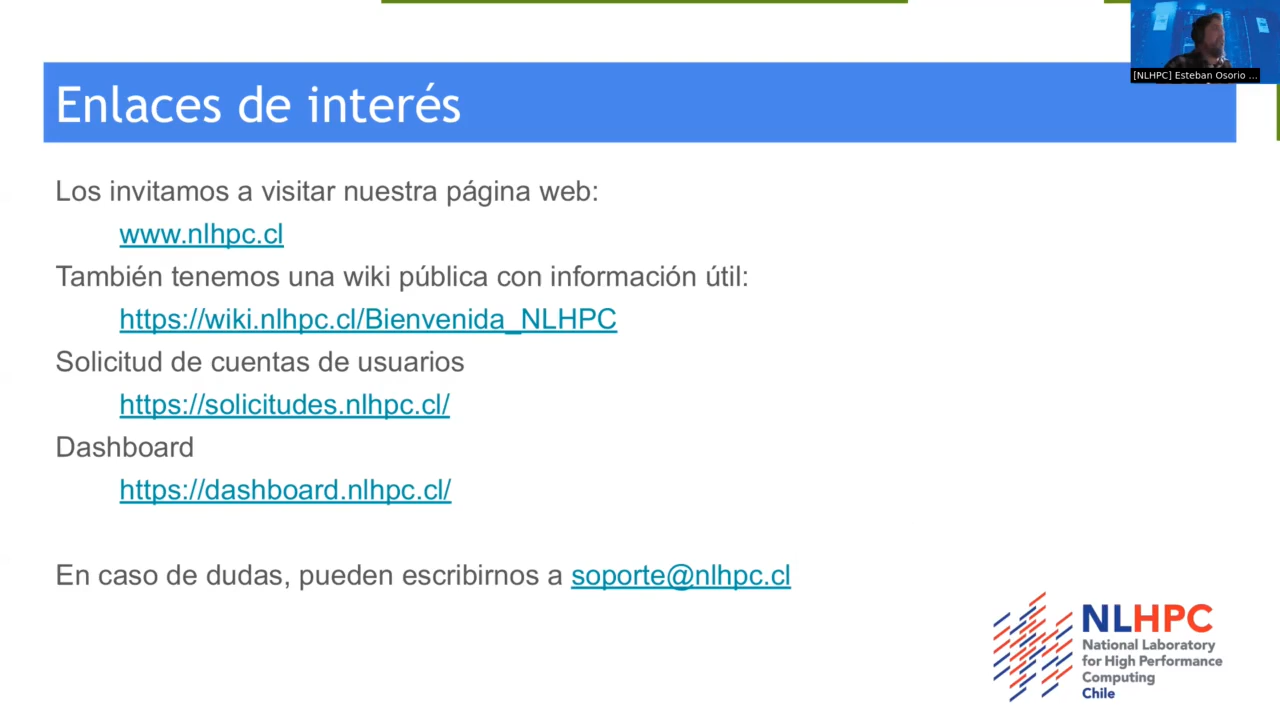 [NLHPC] Esteban Osorio ...
Enlaces de interés
Los invitamos a visitar nuestra página web:
www.nlhpc.cl
También tenemos una wiki pública con información útil:
https://wiki.nlhpc.cl/Bienvenida_NLHPC
Solicitud de cuentas de usuarios
https://solicitudes.nlhpc.cl/
Dashboard
https://dashboard.nlhpc.cl/
En caso de dudas, pueden escribirnos a soporte@nlhpc.cl
NLHPC
National Laboratory
for High Performance
Computing
Chile